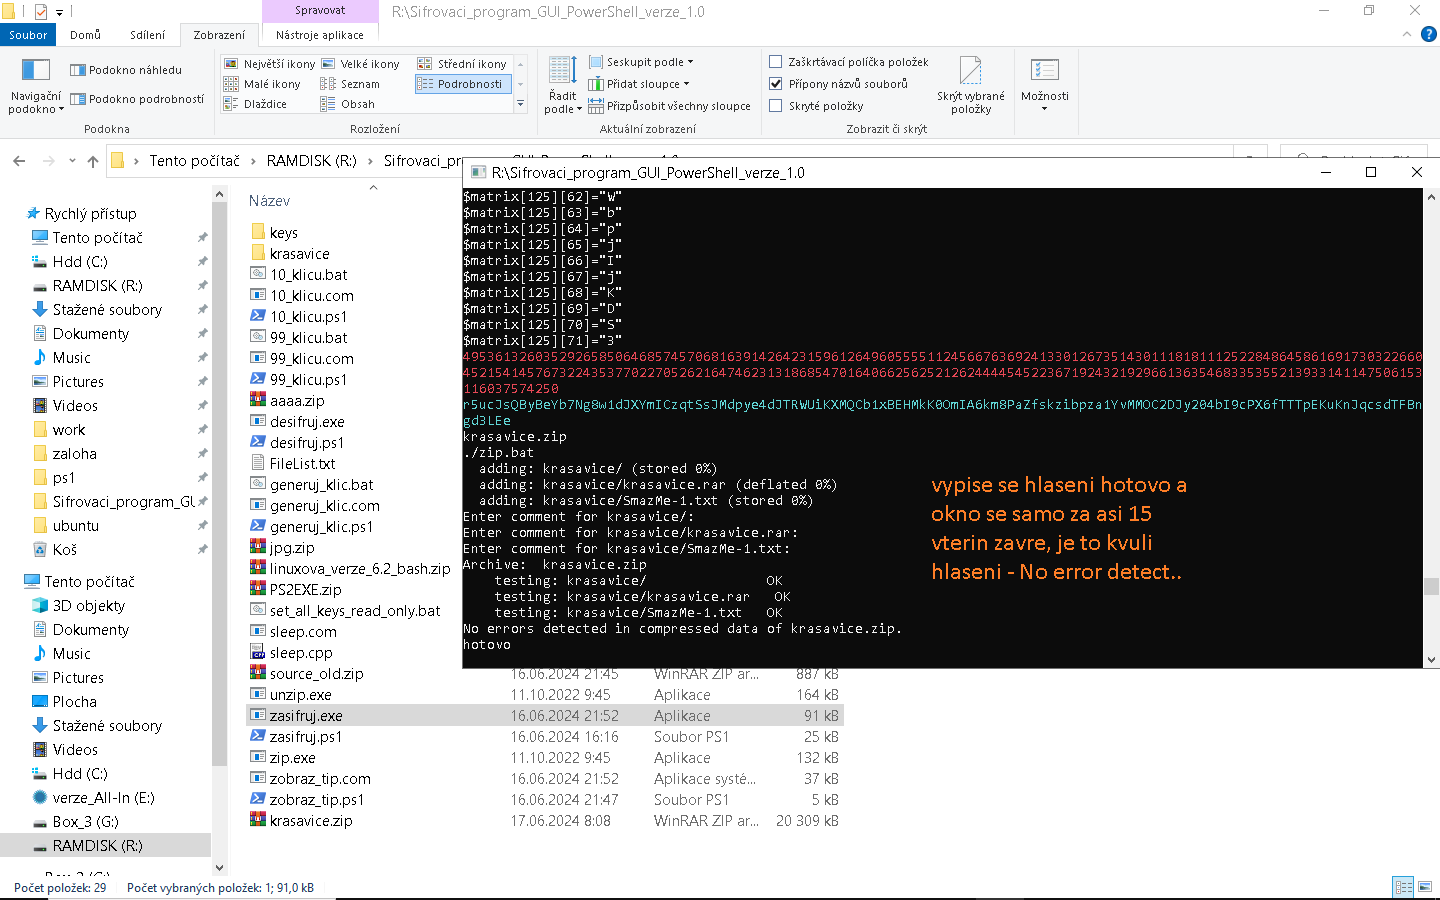 Spravovat
R:\Sifrovaci_program_GUI_PowerShell_verze_1.0
Soubor
Domů
Sdílení
Zobrazení
Nástroje aplikace
Navigační podokno
Podokno náhledu
Podokno podrobností
Podokna
Největší ikony
Velké ikony
Střední ikony
Malé ikony
Seznam
Podrobnosti
Dlaždice
Obsah
Rozložení
Řadit podle
Seskupit podle
Přidat sloupce
Přizpůsobit všechny sloupce
Aktuální zobrazení
Zaškrtávací políčka položek
Přípony názvů souborů
Skryté položky
Skrýt vybrané položky
Zobrazit či skrýt
Možnosti
Tento počítač
RAMDISK (R:)
Rychlý přístup
Tento počítač
Hdd (C:)
RAMDISK (R:)
Stažené soubory
Dokumenty
Music
Pictures
Videos
work
zaloha
ps1
Sifrovaci_program_GU
ubuntu
Koš
Tento počítač
3D objekty
Dokumenty
Music
Pictures
Plocha
Stažené soubory
Videos
Hdd (C:)
verze_All-In (E:)
Box_3 (G:)
RAMDISK (R:)
Název
keys
krasavice
10_klicu.bat
10_klicu.com
10_klicu.ps1
99_klicu.bat
99_klicu.com
99_klicu.ps1
aaaa.zip
desifruj.exe
desifruj.ps1
FileList.txt
generuj_klic.bat
generuj_klic.com
generuj_klic.ps1
jpg.zip
linuxova_verze_6.2_bash.zip
PS2EXE.zip
set_all_keys_read_only.bat
sleep.com
sleep.cpp
source_old.zip 16.06.2024 21:45 WinRAR ZIP ar... 887 kB
unzip.exe 11.10.2022 9:45 Aplikace 164 kB
zasifruj.exe 16.06.2024 21:52 Aplikace 91 kB
zasifruj.ps1 16.06.2024 16:16 Soubor PS1 25 kB
zip.exe 11.10.2022 9:45 Aplikace 132 kB
zobraz_tip.com 16.06.2024 21:52 Aplikace systé... 37 kB
zobraz_tip.ps1 16.06.2024 21:47 Soubor PS1 5 kB
krasavice.zip 17.06.2024 8:08 WinRAR ZIP ar... 20 309 kB
R:\Sifrovaci_program_GUI_PowerShell_verze_1.0
$matrix[125][62]="W"
$matrix[125][63]="b"
$matrix[125][64]="p"
$matrix[125][65]="j"
$matrix[125][66]="I"
$matrix[125][67]="j"
$matrix[125][68]="K"
$matrix[125][69]="D"
$matrix[125][70]="S"
$matrix[125][71]="3"
116037574250
gd3LEe
krasavice.zip
./zip.bat
adding: krasavice/ (stored 0%)
adding: krasavice/krasavice.rar (deflated 0%)
adding: krasavice/SmazMe-1.txt (stored 0%)
Enter comment for krasavice/:
Enter comment for krasavice/krasavice.rar:
Enter comment for krasavice/SmazMe-1.txt:
Archive: krasavice.zip
testing: krasavice/ OK
testing: krasavice/krasavice.rar OK
testing: krasavice/SmazMe-1.txt OK
No errors detected in compressed data of krasavice.zip.
hotovo
vypise se hlaseni hotovo a
okno se samo za asi 15
vterin zavre, je to kvuli
hlaseni - No error detect..
Počet položek: 29
Počet vybraných položek: 1; 91,0 kB